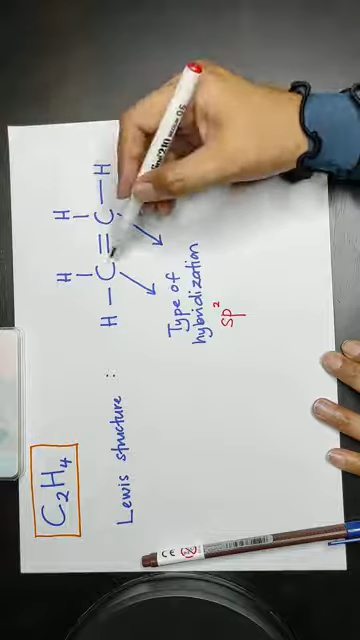 C2H4
Lewis structure :
H H
H — C = C — H
Type of
hybridization
sp²